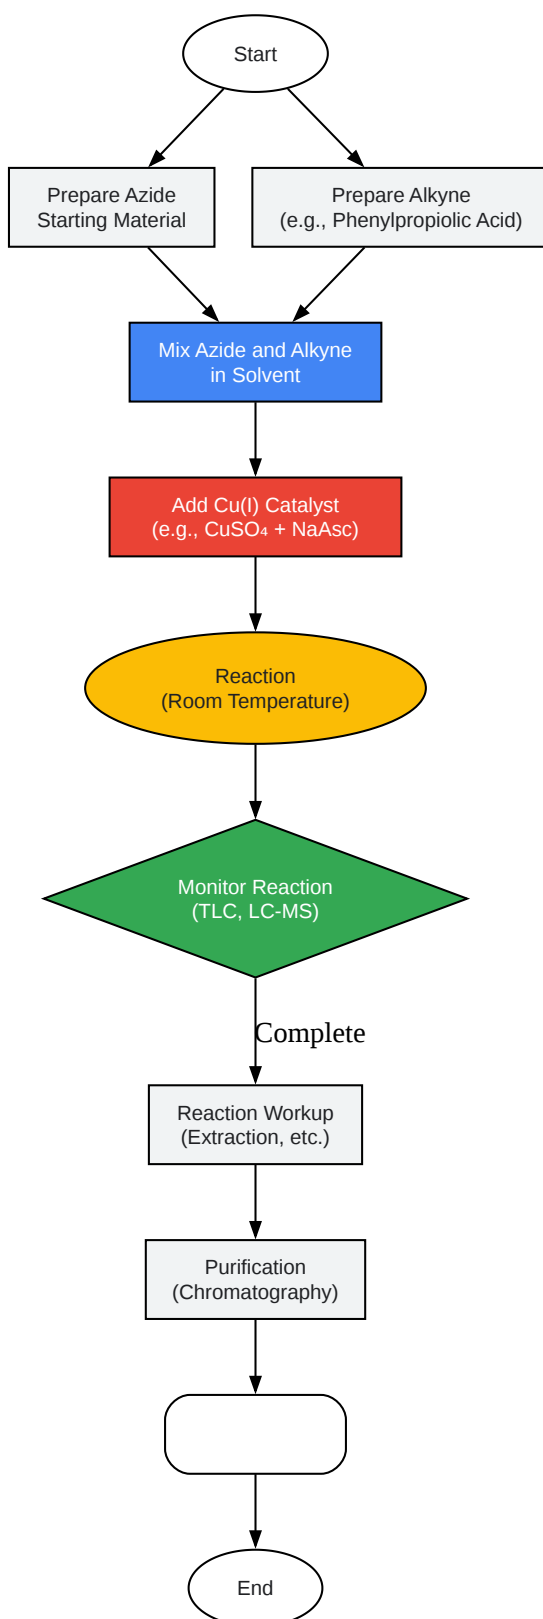 Start
Prepare Azide
Starting Material
Prepare Alkyne
(e.g., Phenylpropiolic Acid)
Mix Azide and Alkyne
in Solvent
Add Cu(I) Catalyst
(e.g., CuSO₄ + NaAsc)
Reaction
(Room Temperature)
Monitor Reaction
(TLC, LC-MS)
Complete
Reaction Workup
(Extraction, etc.)
Purification
(Chromatography)
End